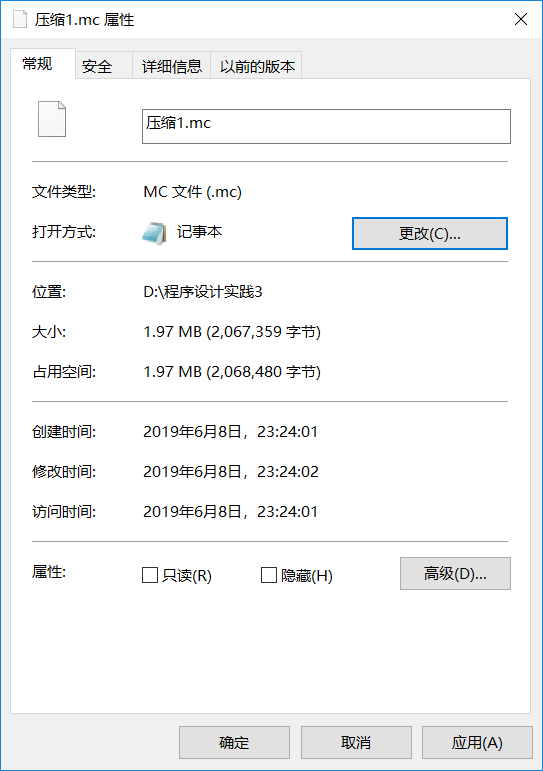 压缩1.mc 属性
常规 安全 详细信息 以前的版本
压缩1.mc
文件类型: MC 文件 (.mc)
打开方式: 记事本 更改(C)...
位置: D:\程序设计实践3
大小: 1.97 MB (2,067,359 字节)
占用空间: 1.97 MB (2,068,480 字节)
创建时间: 2019年6月8日，23:24:01
修改时间: 2019年6月8日，23:24:02
访问时间: 2019年6月8日，23:24:01
属性: 只读(R) 隐藏(H) 高级(D)...
确定 取消 应用(A)